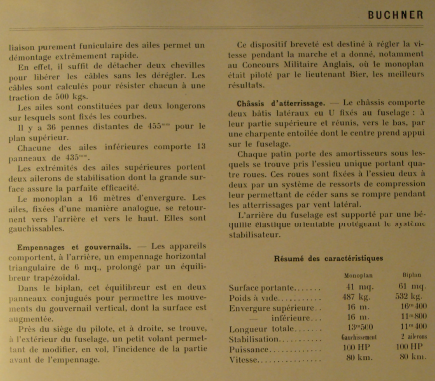 BUCHNER
liaison purement funiculaire des ailes permet un
démontage extrêmement rapide.
En effet, il suffit de détacher deux chevilles
pour libérer les câbles sans les dérégler. Les
câbles sont calculés pour résister chacun à une
traction de 500 kgs.
Les ailes sont constituées par deux longerons
sur lesquels sont fixés les courbes.
Il y a 36 pennes distantes de 455mm pour le
plan supérieur.
Chacune des ailes inférieures comporte 13
panneaux de 435mm.
Les extrémités des ailes supérieures portent
deux ailerons de stabilisation dont la grande sur-
face assure la parfaite efficacité.
Le monoplan a 16 mètres d'envergure. Les
ailes, fixées d'une manière analogue, se retour-
nent vers l'arrière et vers le haut. Elles sont
gauchissables.
Empennages et gouvernails. — Les appareils
comportent, à l'arrière, un empennage horizontal
triangulaire de 6 mq., prolongé par un équili-
breur trapézoïdal.
Dans le biplan, cet équilibreur est en deux
panneaux conjugués pour permettre les mouve-
ments du gouvernail vertical, dont la surface est
augmentée.
Près du siège du pilote, et à droite, se trouve,
à l'extérieur du fuselage, un petit volant permet-
tant de modifier, en vol, l'incidence de la partie
avant de l'empennage.
Ce dispositif breveté est destiné à régler la vi-
tesse pendant la marche et a donné, notamment
au Concours Militaire Anglais, où le monoplan
était piloté par le lieutenant Bier, les meilleurs
résultats.
Châssis d'atterrissage. — Le châssis comporte
deux bâtis latéraux en U fixés au fuselage : à
leur partie supérieure et réunis, vers le bas, par
une charpente entoilée dont le centre prend appui
sur le fuselage.
Chaque patin porte des amortisseurs sous les-
quels se trouve pris l'essieu unique portant qua-
tre roues. Ces roues sont fixées à l'essieu deux à
deux par un système de ressorts de compression
leur permettant de céder sans se rompre pendant
les atterrissages par vent latéral.
L'arrière du fuselage est supporté par une bé-
quille élastique orientable protégeant le système
stabilisateur.
Résumé des caractéristiques
Monoplan Biplan
Surface portante....... 41 mq. 61 mq.
Poids à vide......... 487 kg. 532 kg.
Envergure supérieure.. 16 m. 16m400
— inférieure... 16 m. 11m800
Longueur totale....... 13m500 11m400
Stabilisation.......... Gauchissement 2 ailerons
Puissance............ 100 HP 100 HP
Vitesse.............. 80 km. 80 km.